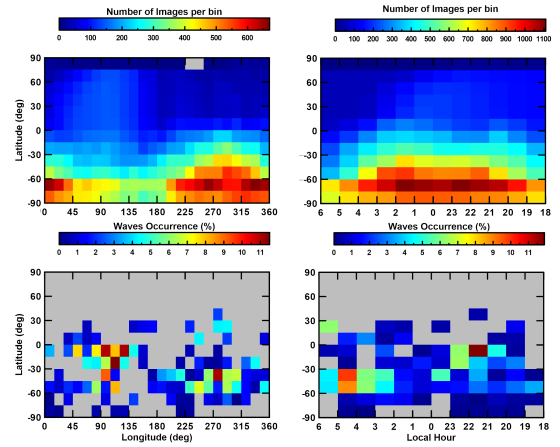 Number of Images per bin
Number of Images per bin
0 100 200 300 400 500 600
0 100 200 300 400 500 600 700 800 900 1000 1100
90
60
30
0
-30
-60
-90
Latitude (deg)
0 45 90 135 180 225 270 315 360
90
60
30
0
-30
-60
-90
6 5 4 3 2 1 0 23 22 21 20 19 18
Waves Occurrence (%)
Waves Occurrence (%)
0 1 2 3 4 5 6 7 8 9 10 11
0 1 2 3 4 5 6 7 8 9 10 11
90
60
30
0
-30
-60
-90
Latitude (deg)
0 45 90 135 180 225 270 315 360
Longitude (deg)
90
60
30
0
-30
-60
-90
6 5 4 3 2 1 0 23 22 21 20 19 18
Local Hour